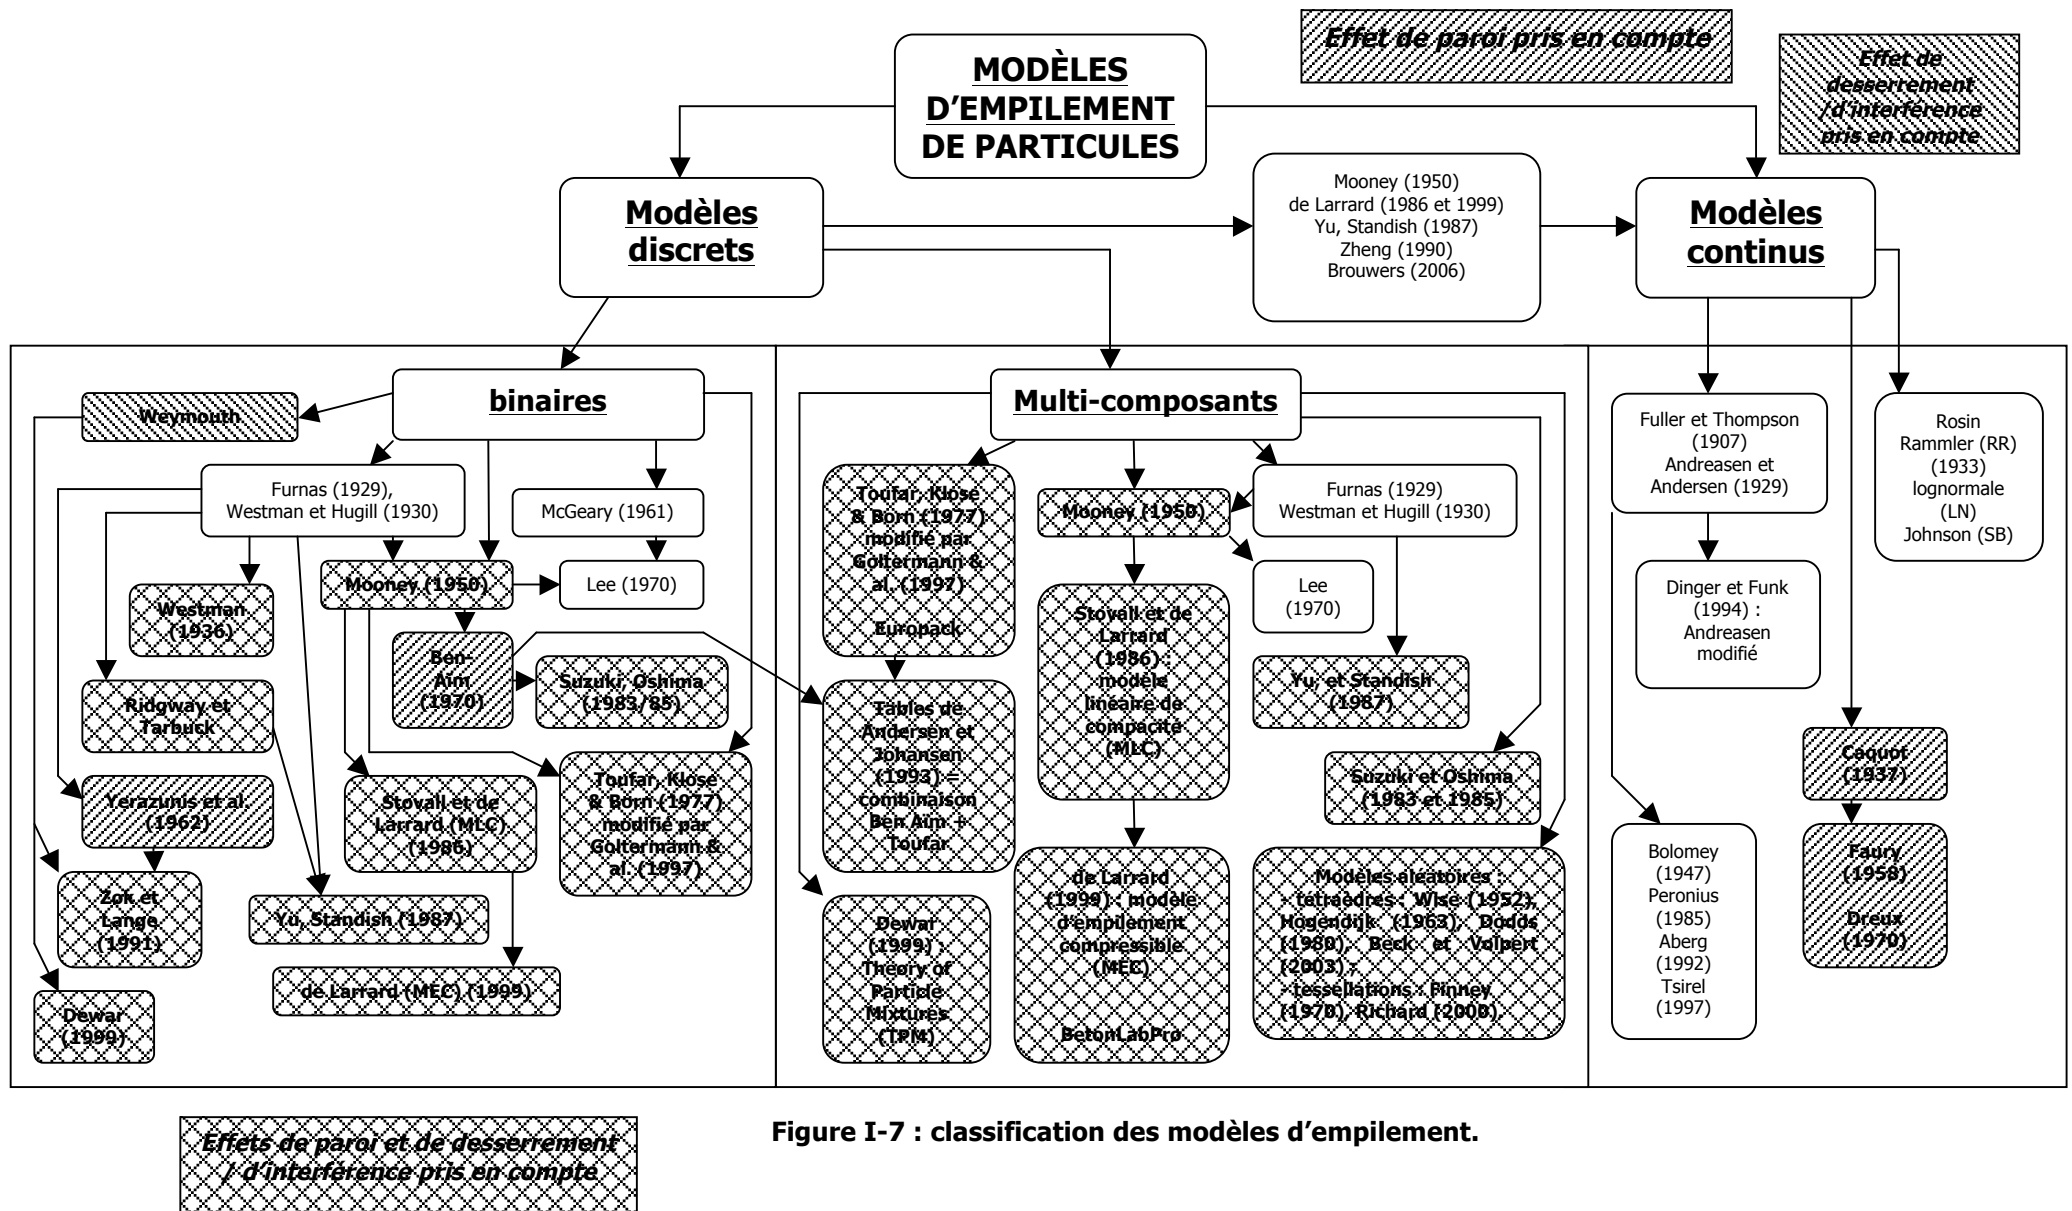 Effet de paroi pris en compte
Effet de
desserrement
/d'interférence
pris en compte
MODÈLES
D'EMPILEMENT
DE PARTICULES
Modèles
discrets
Mooney (1950)
de Larrard (1986 et 1999)
Yu, Standish (1987)
Zheng (1990)
Brouwers (2006)
Modèles
continus
binaires
Weymouth
Furnas (1929),
Westman et Hugill (1930)
McGeary (1961)
Mooney (1950)
Lee (1970)
Westman
(1936)
Ben-
Aim
(1970)
Suzuki, Oshima
(1983/85)
Ridgway et
Tarbuck
Yerazunis et al.
(1962)
Stovall et de
Larrard (MLC)
(1986)
Toufar, Klose
& Born (1977)
modifié par
Goltermann &
al. (1997)
Zok et
Lange
(1991)
Yu, Standish (1987)
de Larrard (MEC) (1999)
Dewar
(1999)
Multi-composants
Toufar, Klose
& Born (1977)
modifié par
Goltermann &
al. (1997)
Europack
Mooney (1950)
Furnas (1929)
Westman et Hugill (1930)
Lee
(1970)
Stovall et de
Larrard
(1986) :
modèle
linéaire de
compacité
(MLC)
Yu, et Standish
(1987).
Tables de
Andersen et
Johansen
(1993) =
combinaison
Ben Aim +
Toufar
Suzuki et Oshima
(1983 et 1985)
Dewar
(1999) :
Theory of
Particle
Mixtures
(TPM)
de Larrard
(1999) : modèle
d'empilement
compressible
(MEC)
BetonLabPro
Modèles aléatoires :
- tétraèdres : Wise (1952),
Hogendijk (1963), Dodds
(1980), Beck et Volpert
(2003) ;
- tessellations : Finney
(1970), Richard (2000).
Fuller et Thompson
(1907)
Andreasen et
Andersen (1929)
Rosin
Rammler (RR)
(1933)
lognormale
(LN)
Johnson (SB)
Dinger et Funk
(1994) :
Andreasen
modifié
Caquot
(1937)
Bolomey
(1947)
Peronius
(1985)
Aberg
(1992)
Tsirel
(1997)
Faury
(1958)
Dreux
(1970)
Effets de paroi et de desserrement
/ d'interférence pris en compte
Figure I-7 : classification des modèles d'empilement.